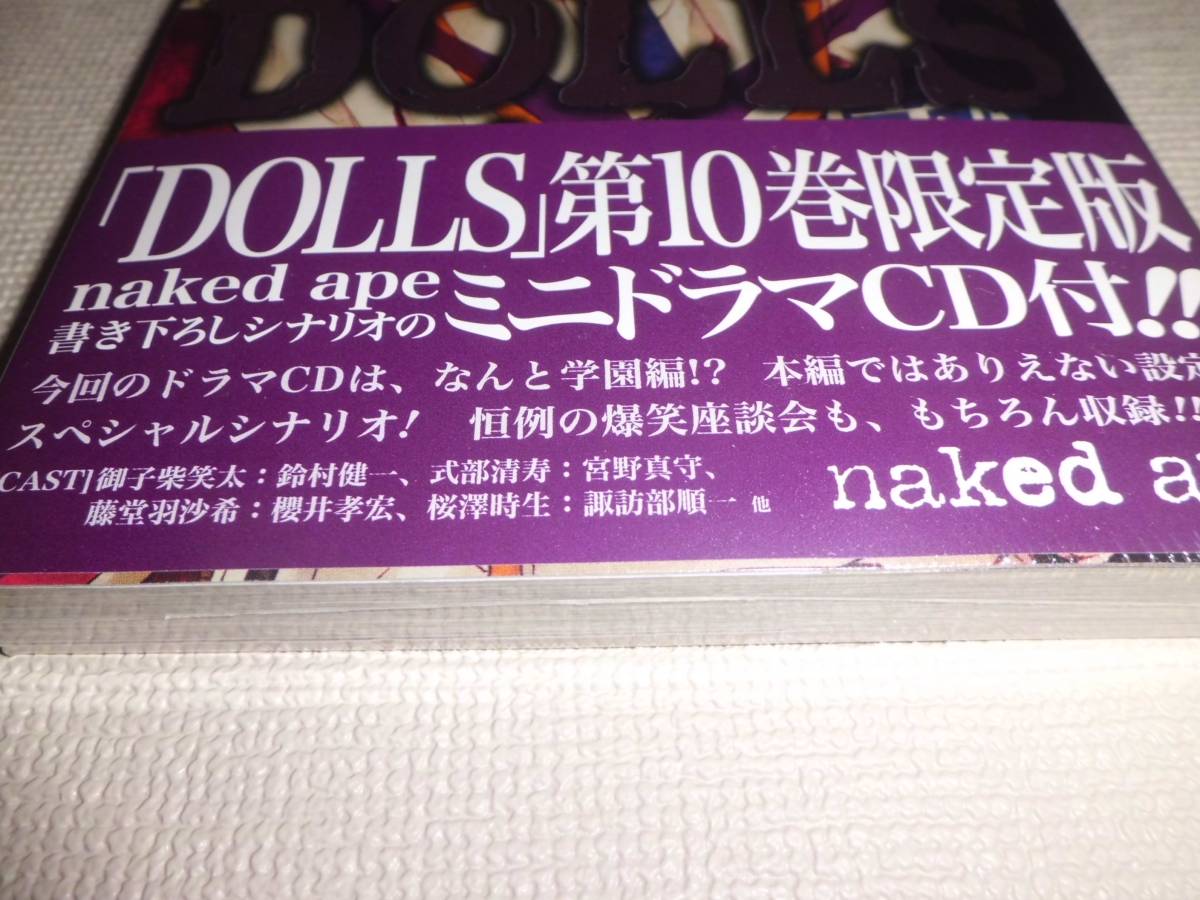 DOLLS
「DOLLS」第10巻限定版
naked ape
書き下ろしシナリオの
ミニドラマCD付!!
今回のドラマCDは、なんと学園編!? 本編ではありえない設定
スペシャルシナリオ! 恒例の爆笑座談会も、もちろん収録!!
CAST]御子柴笑太:鈴村健一、式部清寿:宮野真守、
藤堂羽沙希:櫻井孝宏、桜澤時生:諏訪部順一 他
naked a